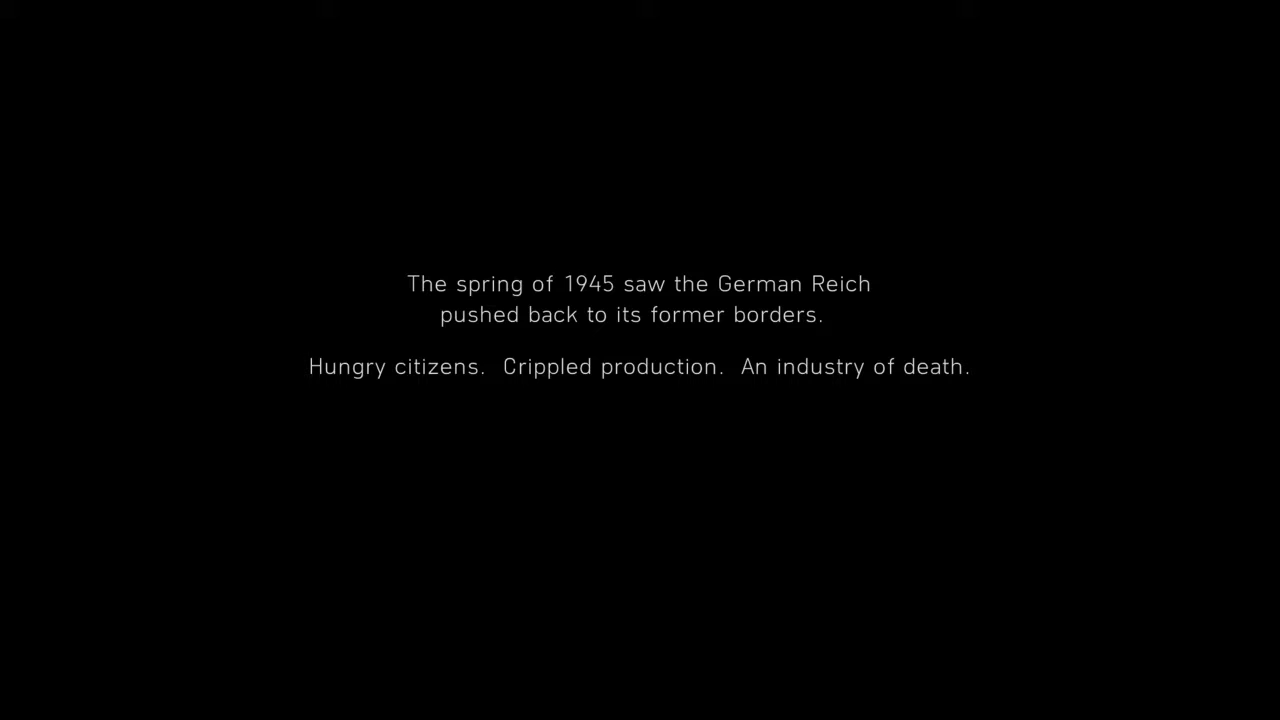 The spring of 1945 saw the German Reich
pushed back to its former borders.
Hungry citizens.  Crippled production.  An industry of death.